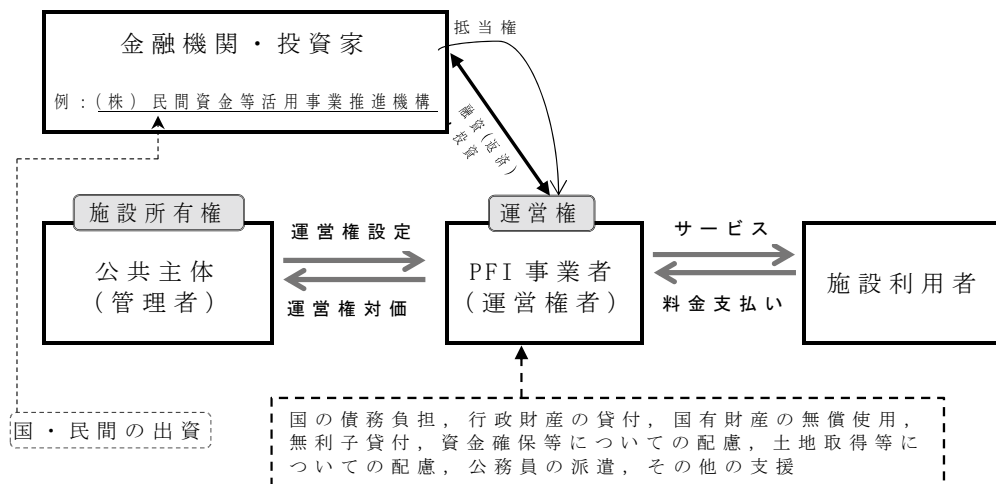 金融機関・投資家
抵当権
例:(株)民間資金等活用事業推進機構
融資(返済)
投資
施設所有権
運営権
公共主体
(管理者)
運営権設定
運営権対価
PFI 事業者
(運営権者)
サービス
料金支払い
施設利用者
国・民間の出資
国の債務負担, 行政財産の貸付, 国有財産の無償使用,
無利子貸付, 資金確保等についての配慮, 土地取得等に
ついての配慮, 公務員の派遣, その他の支援